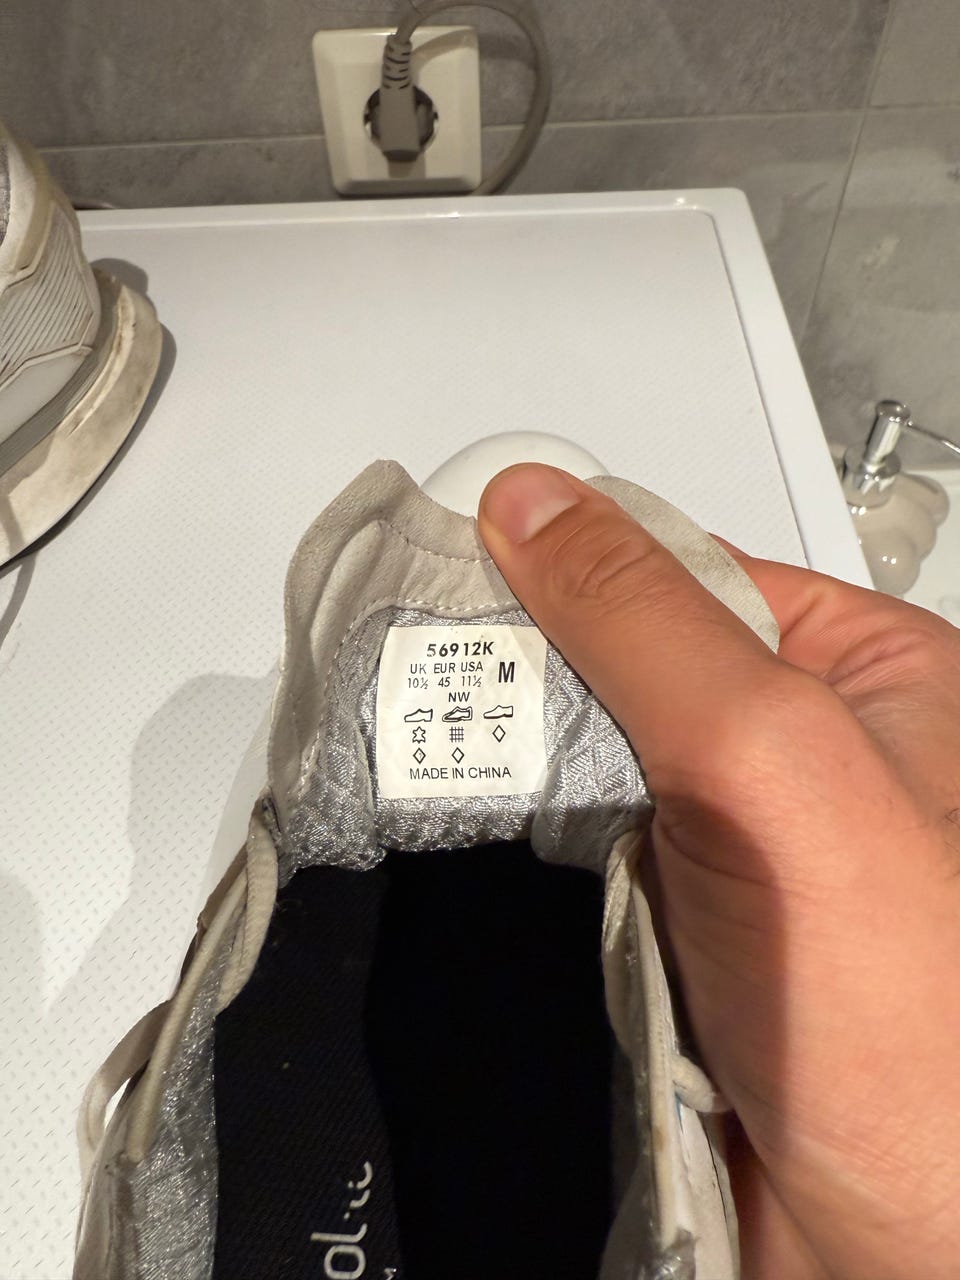 56912K
UK EUR USA
10½ 45 11½
M
NW
MADE IN CHINA